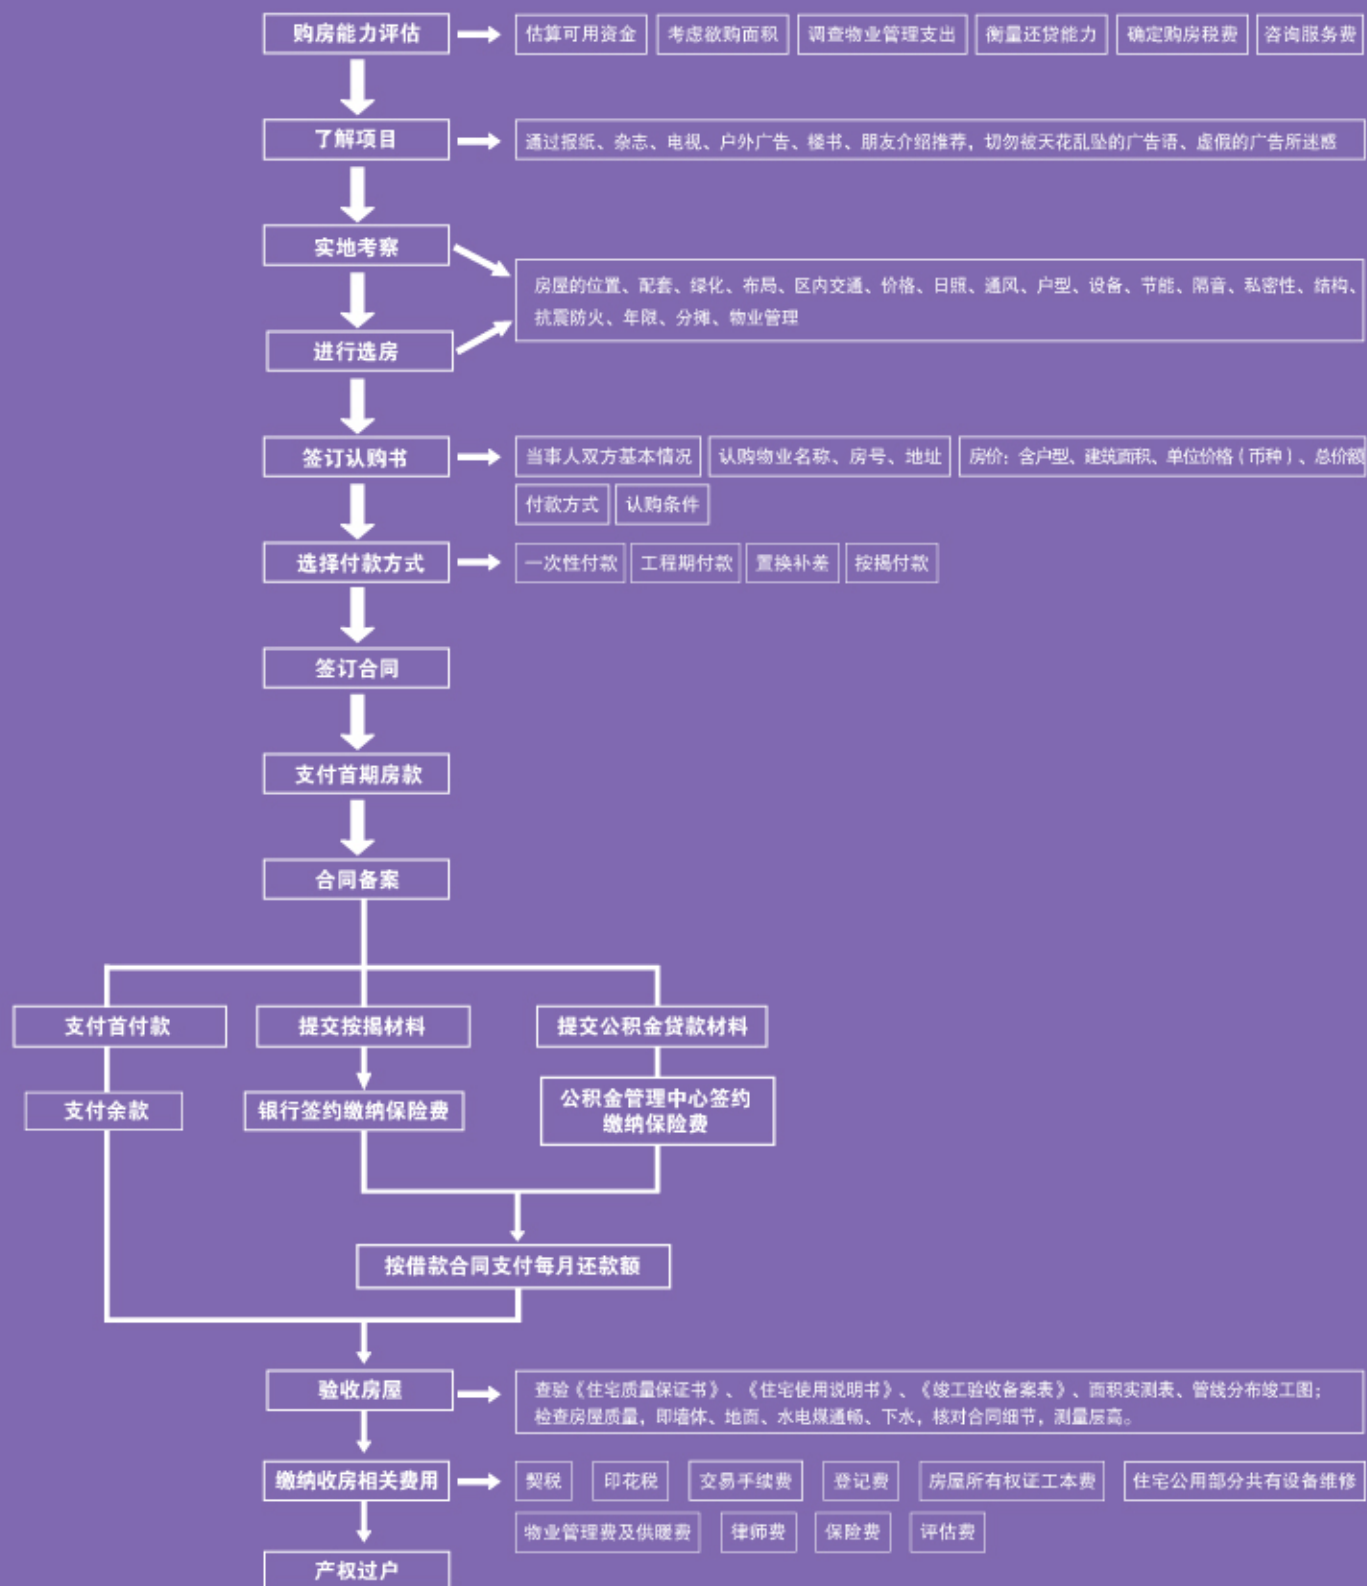 购房能力评估
估算可用资金
考虑欲购面积
调查物业管理支出
衡量还贷能力
确定购房税费
咨询服务费
了解项目
通过报纸、杂志、电视、户外广告、楼书、朋友介绍推荐，切勿被天花乱坠的广告语、虚假的广告所迷惑
实地考察
房屋的位置、配套、绿化、布局、区内交通、价格、日照、通风、户型、设备、节能、隔音、私密性、结构、
抗震防火、年限、分摊、物业管理
进行选房
签订认购书
当事人双方基本情况
认购物业名称、房号、地址
房价：含户型、建筑面积、单位价格（币种）、总价额
付款方式
认购条件
选择付款方式
一次性付款
工程期付款
置换补差
按揭付款
签订合同
支付首期房款
合同备案
支付首付款
提交按揭材料
提交公积金贷款材料
支付余款
银行签约缴纳保险费
公积金管理中心签约
缴纳保险费
按借款合同支付每月还款额
验收房屋
查验《住宅质量保证书》、《住宅使用说明书》、《竣工验收备案表》、面积实测表、管线分布竣工图；
检查房屋质量，即墙体、地面、水电煤通畅、下水，核对合同细节，测量层高。
缴纳收房相关费用
契税
印花税
交易手续费
登记费
房屋所有权证工本费
住宅公用部分共有设备维修
物业管理费及供暖费
律师费
保险费
评估费
产权过户